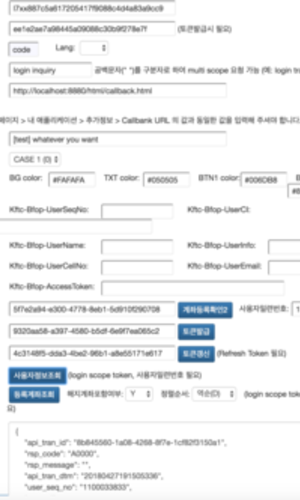 l7xx987c5a617205417f9088c4d4a83a9cc9
ee1e2ae7a98445a09088c30b9f278e7f (토큰발급시 필요)
code Lang:
login inquiry 공백문자(" ")를 구분자로 하여 multi scope 요청 가능 (예: login
http://localhost:8880/html/callback.html
페이지 > 내 애플리케이션 > 추가정보 > Callbank URL 의 값과 동일한 값을 입력해 주셔야 합니다.
[test] whatever you want
CASE 1 (0)
BG color: #FAFAFA TXT color: #050505 BTN1 color: #006DB8
Kftc-Bfop-UserSeqNo: Kftc-Bfop-UserCI:
Kftc-Bfop-UserName: Kftc-Bfop-UserInfo:
Kftc-Bfop-UserCellNo: Kftc-Bfop-UserEmail:
Kftc-Bfop-AccessToken:
5f7e2a94-e300-4778-8eb1-5d910f290708 계좌등록확인2 사용자일련번호:
9320aa58-a397-4580-b5df-6e9f7ea065c2 토큰발급
4c3148f5-dda3-4be2-96b1-a8e55171e617 토큰갱신 (Refresh Token 필요)
사용자정보조회 (login scope token, 사용자일련번호 필요)
등록계좌조회 해지계좌포함여부: Y 정렬순서: 역순(D) (login scope
요)
{
"api_tran_id": "8b845560-1a08-4268-8f7e-1cf82f3150a1",
"rsp_code": "A0000",
"rsp_message": "",
"api_tran_dtm": "20180427191505336",
"user_seq_no": "1100033833",